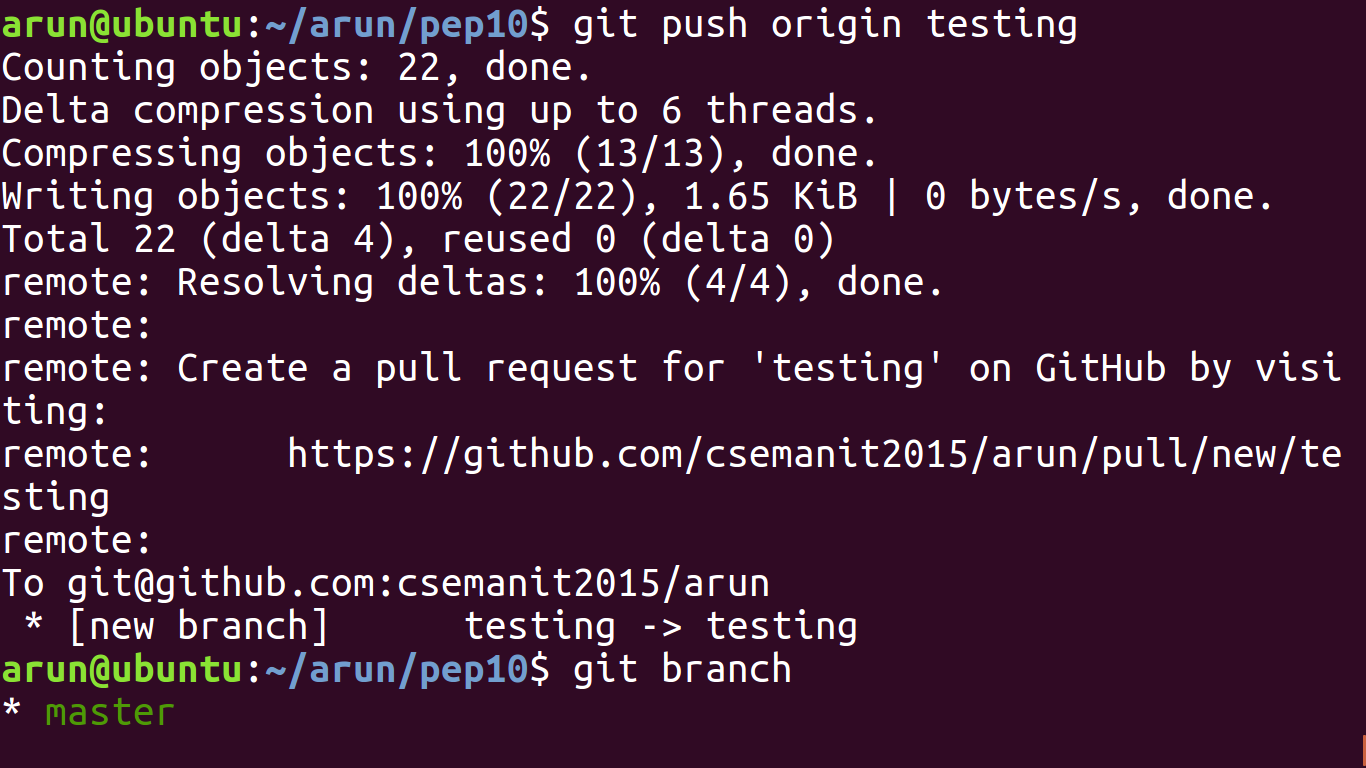 arun@ubuntu:~/arun/pep10$ git push origin testing
Counting objects: 22, done.
Delta compression using up to 6 threads.
Compressing objects: 100% (13/13), done.
Writing objects: 100% (22/22), 1.65 KiB | 0 bytes/s, done.
Total 22 (delta 4), reused 0 (delta 0)
remote: Resolving deltas: 100% (4/4), done.
remote:
remote: Create a pull request for 'testing' on GitHub by visi
ting:
remote:      https://github.com/csemanit2015/arun/pull/new/te
sting
remote:
To git@github.com:csemanit2015/arun
 * [new branch]      testing -> testing
arun@ubuntu:~/arun/pep10$ git branch
* master